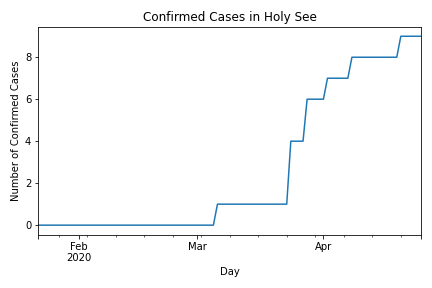 Confirmed Cases in Holy See
Number of Confirmed Cases
8
6
4
2
0
Feb
2020
Mar
Apr
Day